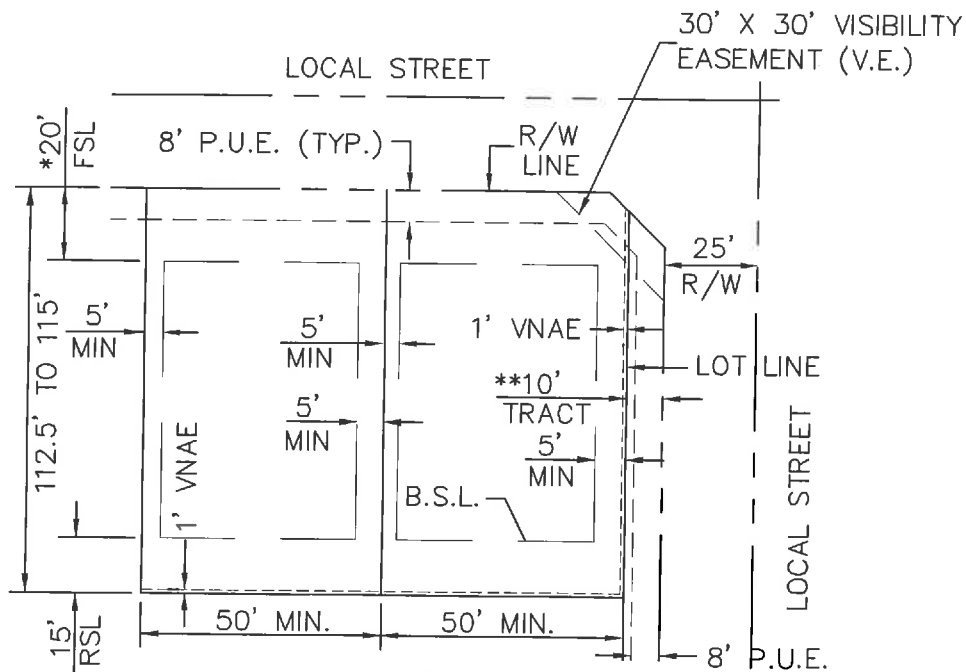 30' X 30' VISIBILITY
EASEMENT (V.E.)
LOCAL STREET
*20'
FSL
8' P.U.E. (TYP.)
R/W
LINE
25'
R/W
112.5' TO 115'
5'
MIN
5'
MIN
1' VNAE
LOT LINE
**10'
TRACT
5'
MIN
5'
MIN
1' VNAE
B.S.L.
LOCAL STREET
15'
RSL
50' MIN.
50' MIN.
8' P.U.E.